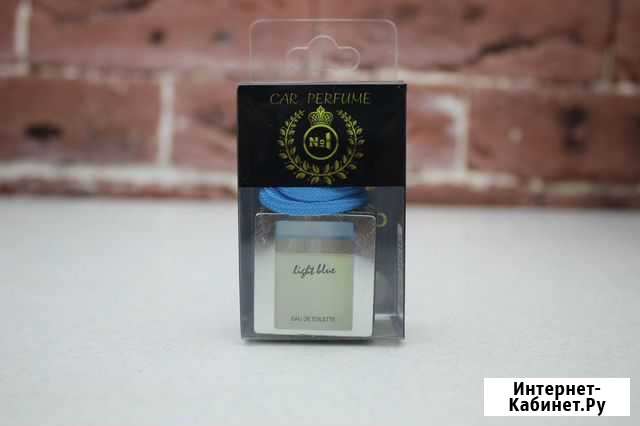 CAR PERFUME
№1
light blue
EAU DE TOILETTE
Интернет-
Кабинет.Ру